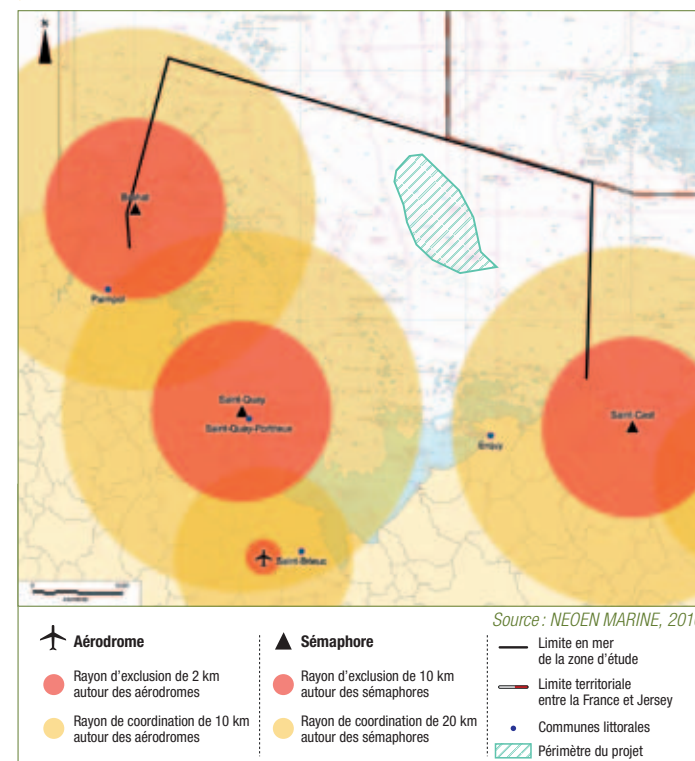 N
Paimpol
Saint-Quay
Saint-Quay-Portrieux
Saint-Cast
Erquy
Saint-Brieuc
Source : NEOEN MARINE, 2010
Aérodrome
Rayon d'exclusion de 2 km
autour des aérodromes
Rayon de coordination de 10 km
autour des aérodromes
Sémaphore
Rayon d'exclusion de 10 km
autour des sémaphores
Rayon de coordination de 20 km
autour des sémaphores
Limite en mer
de la zone d'étude
Limite territoriale
entre la France et Jersey
Communes littorales
Périmètre du projet